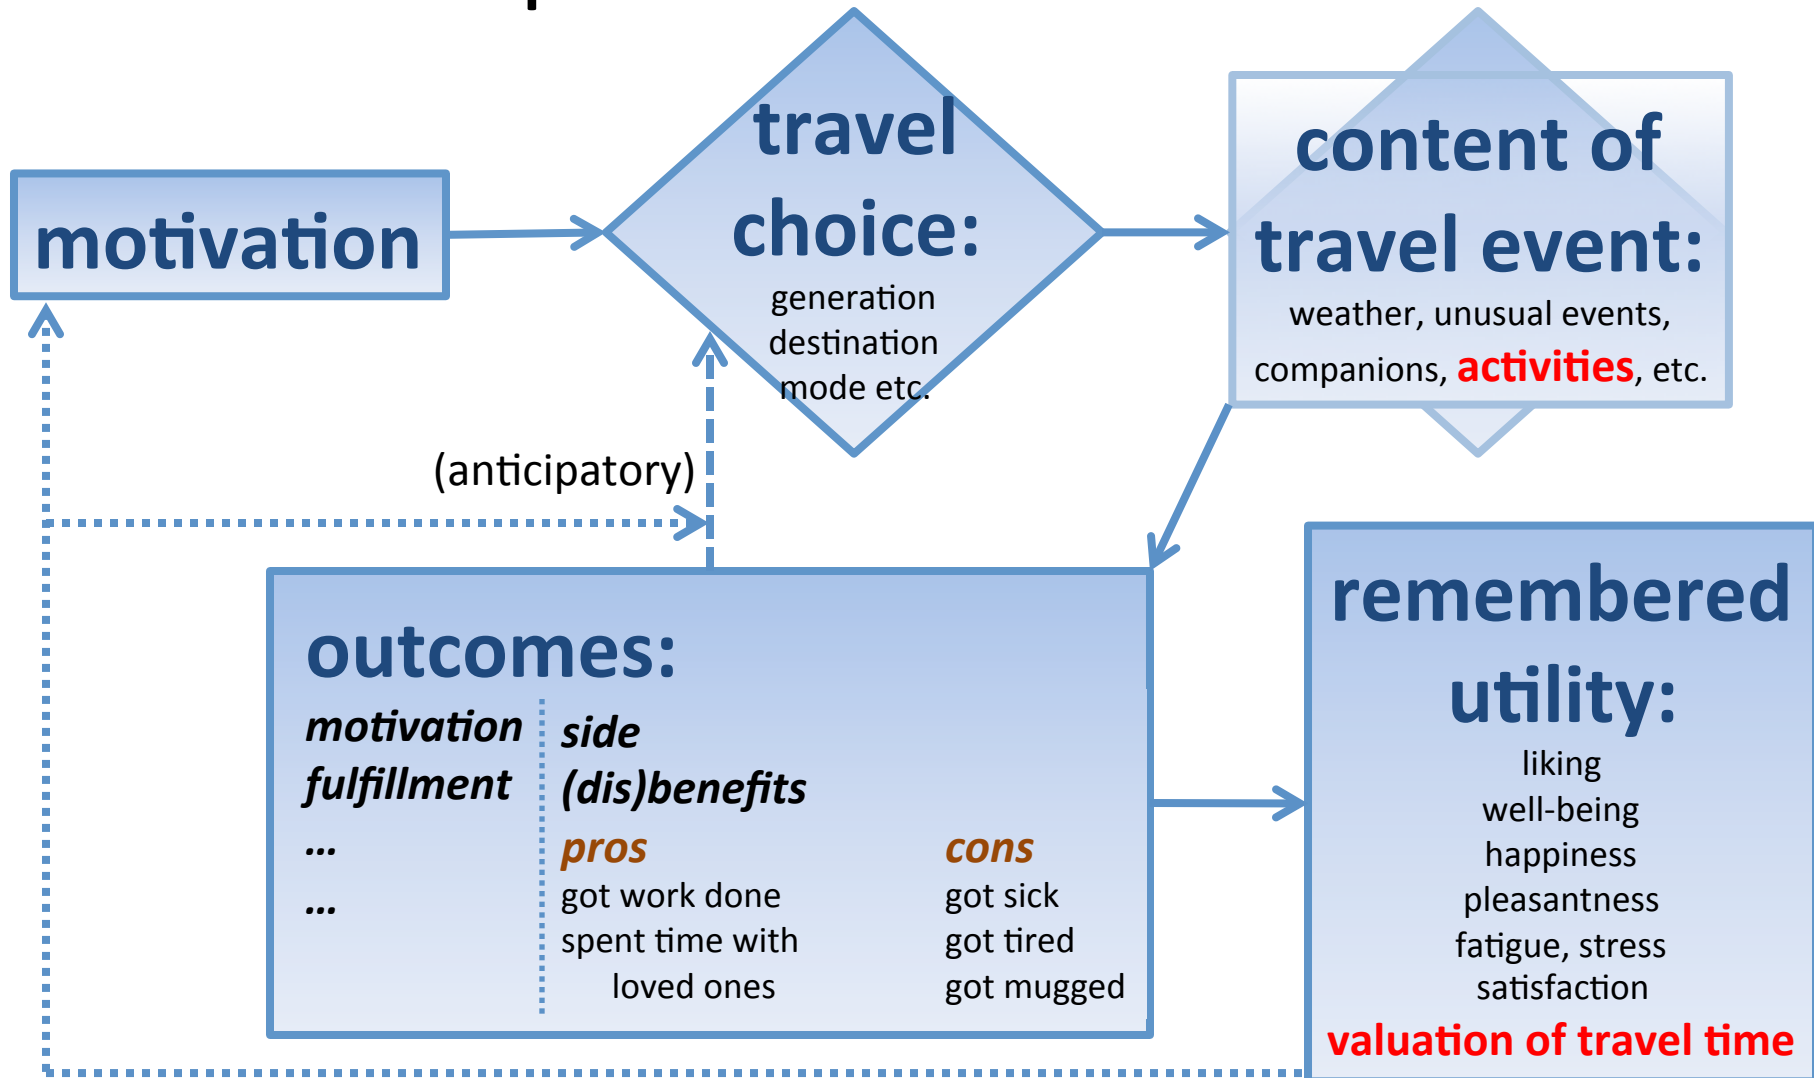 motivation
travel
choice:
generation
destination
mode etc.
content of
travel event:
weather, unusual events,
companions, activities, etc.
(anticipatory)
outcomes:
motivation
fulfillment
...
...
side
(dis)benefits
pros
got work done
spent time with
loved ones
cons
got sick
got tired
got mugged
remembered
utility:
liking
well-being
happiness
pleasantness
fatigue, stress
satisfaction
valuation of travel time